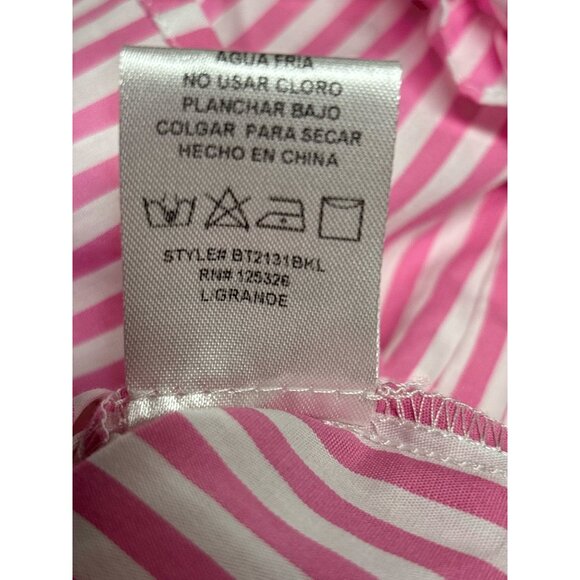 AGUA FRIA
NO USAR CLORO
PLANCHAR BAJO
COLGAR PARA SECAR
HECHO EN CHINA
STYLE# BT2131BKL
RN# 125326
L/GRANDE